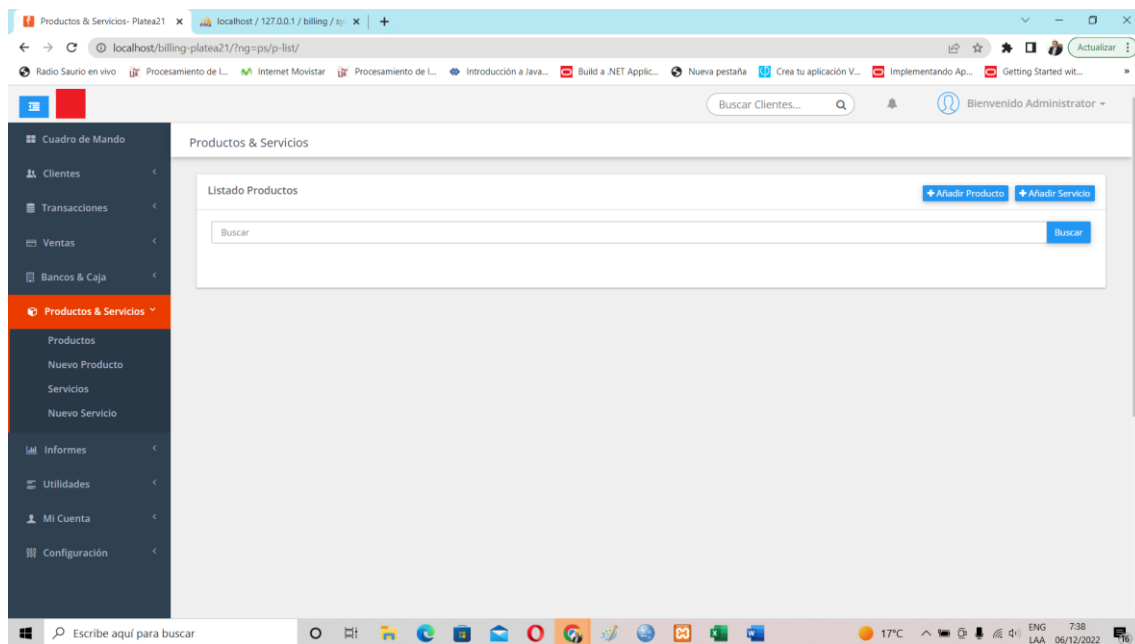 Productos & Servicios- Platea21
localhost / 127.0.0.1 / billing / sy
localhost/billing-platea21/?ng=ps/p-list/
Actualizar
Radio Saurio en vivo
Procesamiento de l...
Internet Movistar
Procesamiento de l...
Introducción a Java...
Build a .NET Applic...
Nueva pestaña
Crea tu aplicación V...
Implementando Ap...
Getting Started wit...
»
Buscar Clientes...
Bienvenido Administrator
Cuadro de Mando
Productos & Servicios
Clientes
Listado Productos
Añadir Producto
Añadir Servicio
Transacciones
Buscar
Buscar
Ventas
Bancos & Caja
Productos & Servicios
Productos
Nuevo Producto
Servicios
Nuevo Servicio
Informes
Utilidades
Mi Cuenta
Configuración
Escribe aquí para buscar
17°C
ENG
LAA
7:38
06/12/2022
16